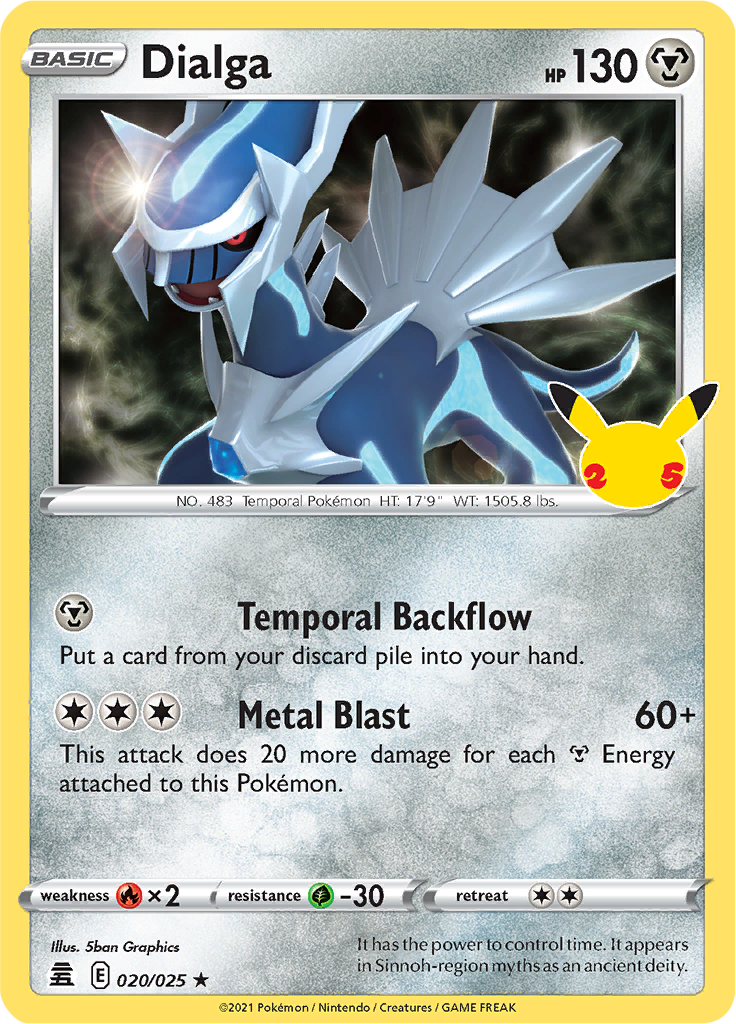 BASIC Dialga HP 130
NO. 483 Temporal Pokémon HT: 17'9" WT: 1505.8 lbs.
25
Temporal Backflow
Put a card from your discard pile into your hand.
Metal Blast 60+
This attack does 20 more damage for each Energy
attached to this Pokémon.
weakness ×2 resistance -30 retreat
Illus. 5ban Graphics
E 020/025 ★
It has the power to control time. It appears
in Sinnoh-region myths as an ancient deity.
©2021 Pokémon / Nintendo / Creatures / GAME FREAK